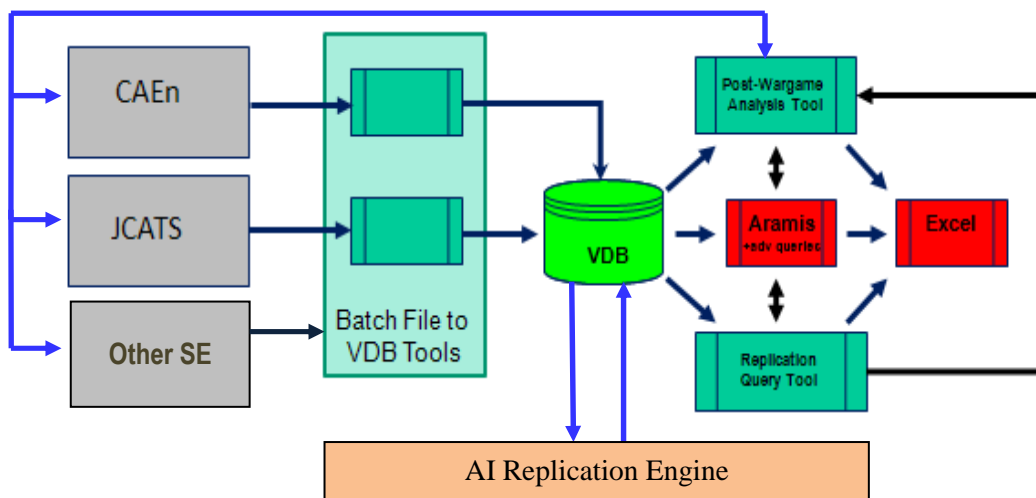 CAEn
JCATS
Other SE
Batch File to
VDB Tools
VDB
Post-Wargame
Analysis Tool
Aramis
+adv queries
Excel
Replication
Query Tool
AI Replication Engine